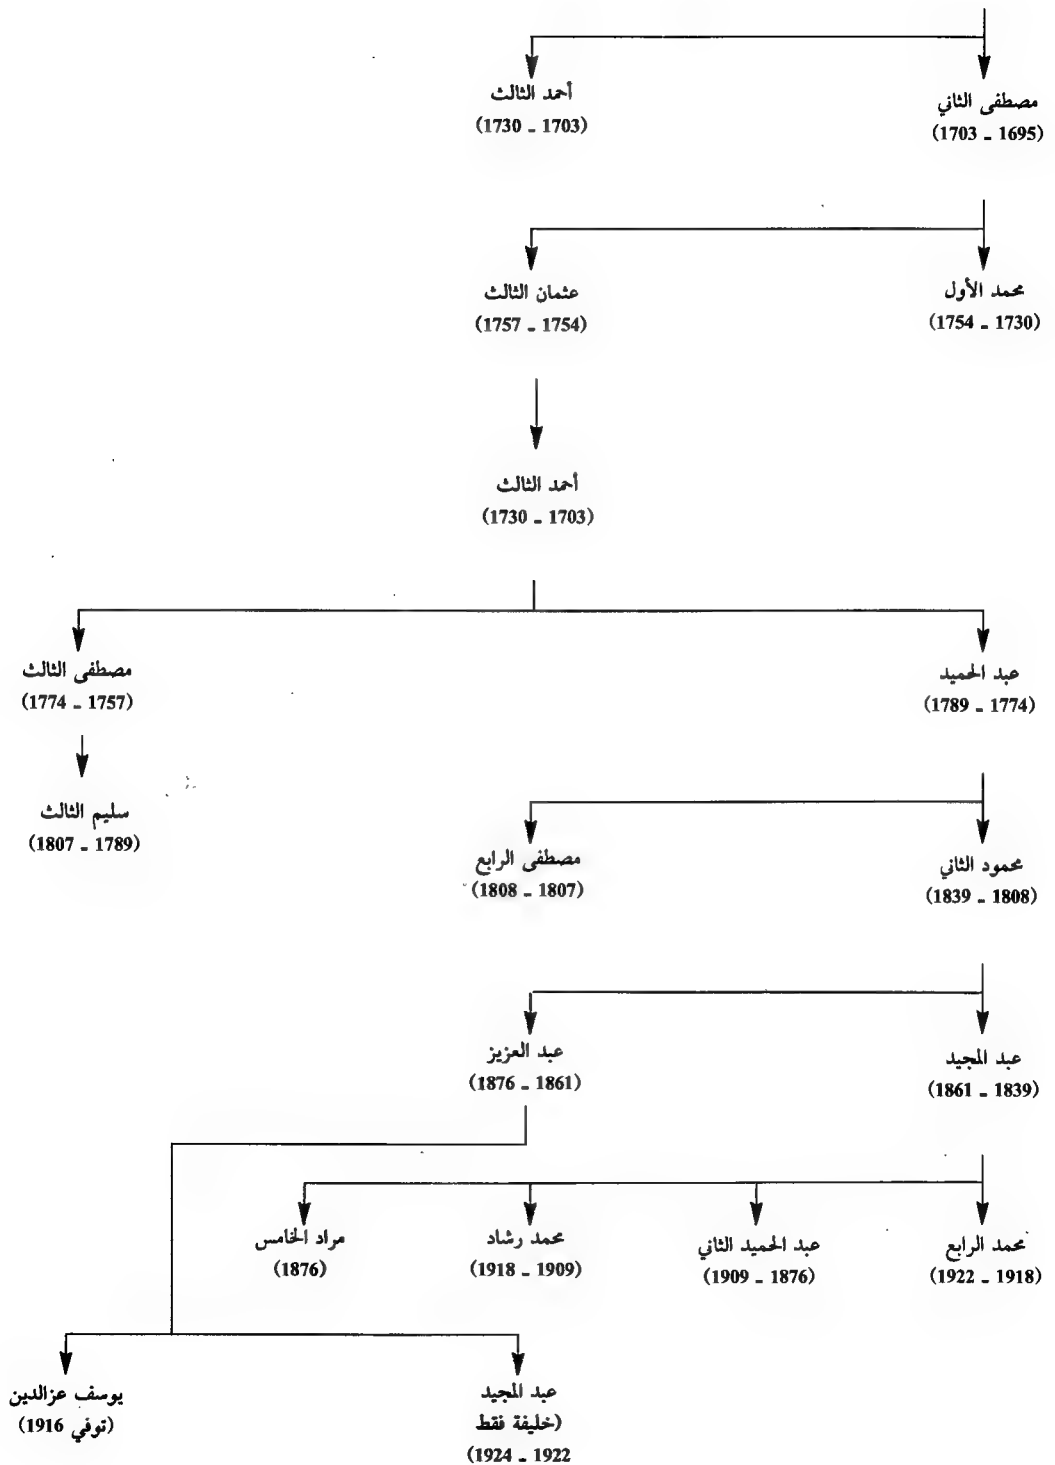 مصطفى الثاني
(1695 ـ 1703)
أحمد الثالث
(1703 ـ 1730)
محمد الأول
(1730 ـ 1754)
عثمان الثالث
(1754 ـ 1757)
أحمد الثالث
(1703 ـ 1730)
عبد الحميد
(1774 ـ 1789)
مصطفى الثالث
(1757 ـ 1774)
سليم الثالث
(1789 ـ 1807)
محمود الثاني
(1808 ـ 1839)
مصطفى الرابع
(1807 ـ 1808)
عبد المجيد
(1839 ـ 1861)
عبد العزيز
(1861 ـ 1876)
محمد الرابع
(1918 ـ 1922)
عبد الحميد الثاني
(1876 ـ 1909)
محمد رشاد
(1909 ـ 1918)
مراد الخامس
(1876)
عبد المجيد
(خليفة فقط
1922 ـ 1924)
يوسف عزالدين
(توفي 1916)